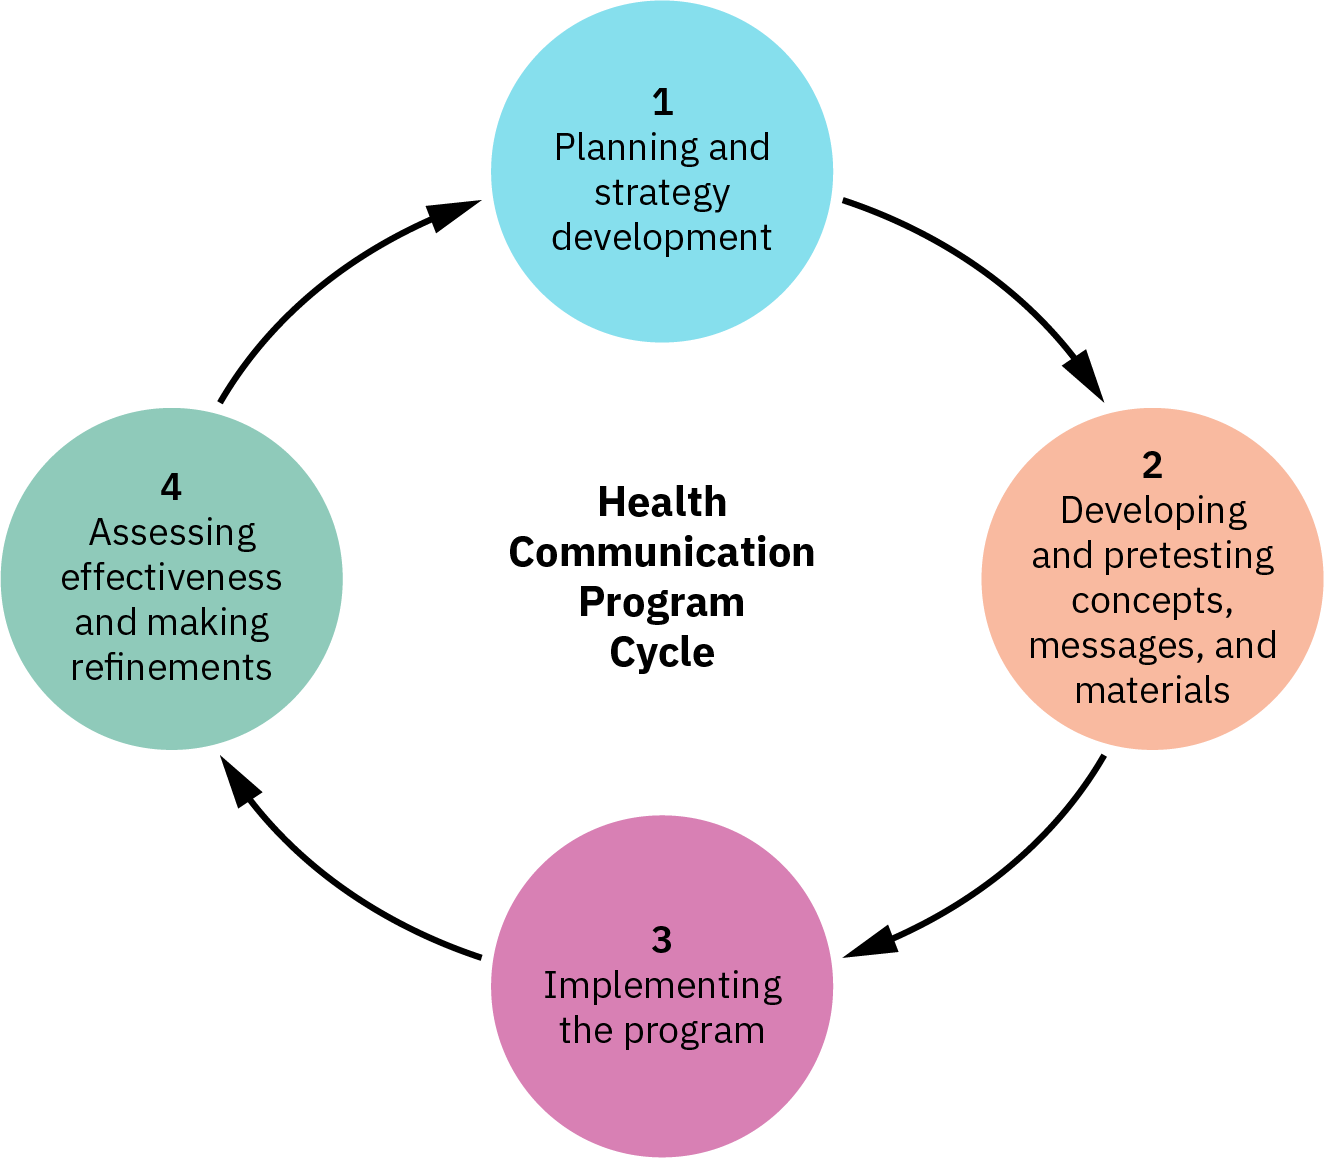 1
Planning and
strategy
development
2
Developing
and pretesting
concepts,
messages, and
materials
3
Implementing
the program
4
Assessing
effectiveness
and making
refinements
Health
Communication
Program
Cycle